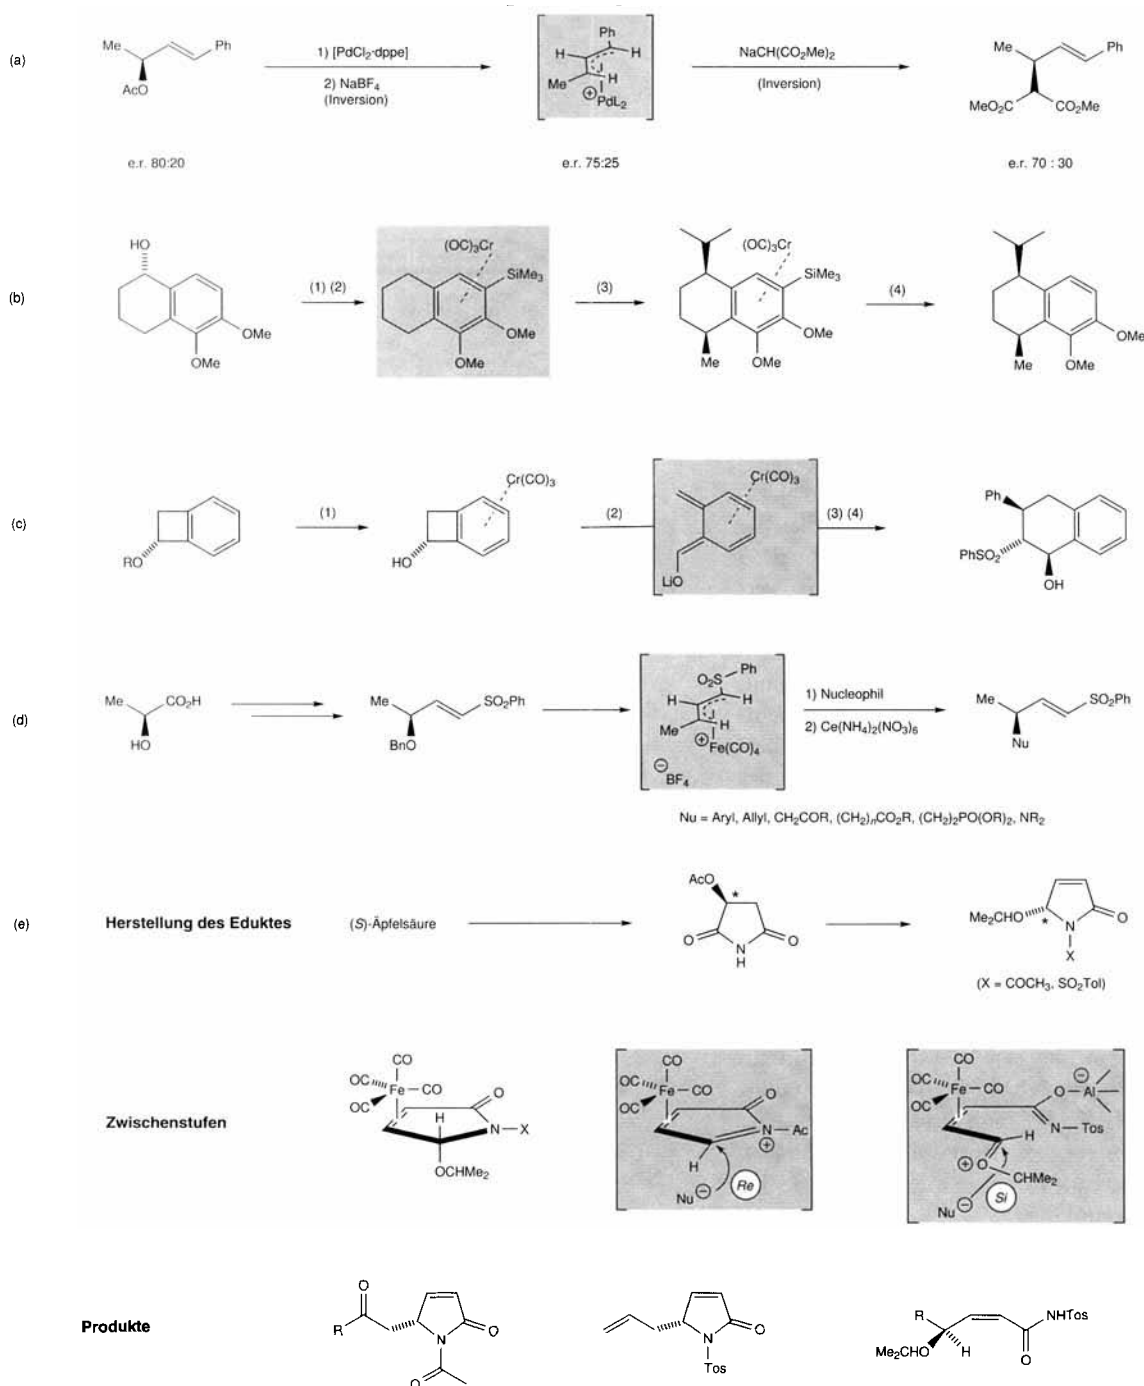 (a)
Me
Ph
AcO
1) [PdCl2·dppe]
2) NaBF4
(Inversion)
Ph
H
H
H
Me
⊕
PdL2
NaCH(CO2Me)2
(Inversion)
Me
Ph
MeO2C
CO2Me
e.r. 80:20
e.r. 75:25
e.r. 70 : 30
(b)
HO
OMe
OMe
(1) (2)
(OC)3Cr
SiMe3
OMe
OMe
(3)
(OC)3Cr
SiMe3
OMe
Me
OMe
(4)
OMe
Me
OMe
(c)
RO
(1)
Cr(CO)3
HO
(2)
Cr(CO)3
LiO
(3) (4)
Ph
PhSO2
OH
(d)
Me
CO2H
HO
Me
SO2Ph
BnO
O2S
Ph
H
H
H
Me
⊕
Fe(CO)4
⊖
BF4
1) Nucleophil
2) Ce(NH4)2(NO3)6
Me
SO2Ph
Nu
Nu = Aryl, Allyl, CH2COR, (CH2)nCO2R, (CH2)2PO(OR)2, NR2
(e)
Herstellung des Eduktes
(S)-Äpfelsäure
AcO
*
O
N
H
O
Me2CHO
*
N
O
X
(X = COCH3, SO2Tol)
Zwischenstufen
CO
OC
Fe
CO
OC
H
O
N
X
OCHMe2
CO
OC
Fe
CO
OC
O
N
Ac
⊕
H
Nu
⊖
Re
CO
OC
Fe
CO
OC
O
Al
⊖
N
Tos
H
O
⊕
CHMe2
Nu
⊖
Si
Produkte
O
R
N
O
O
N
O
Tos
R
NHTos
Me2CHO
H
O